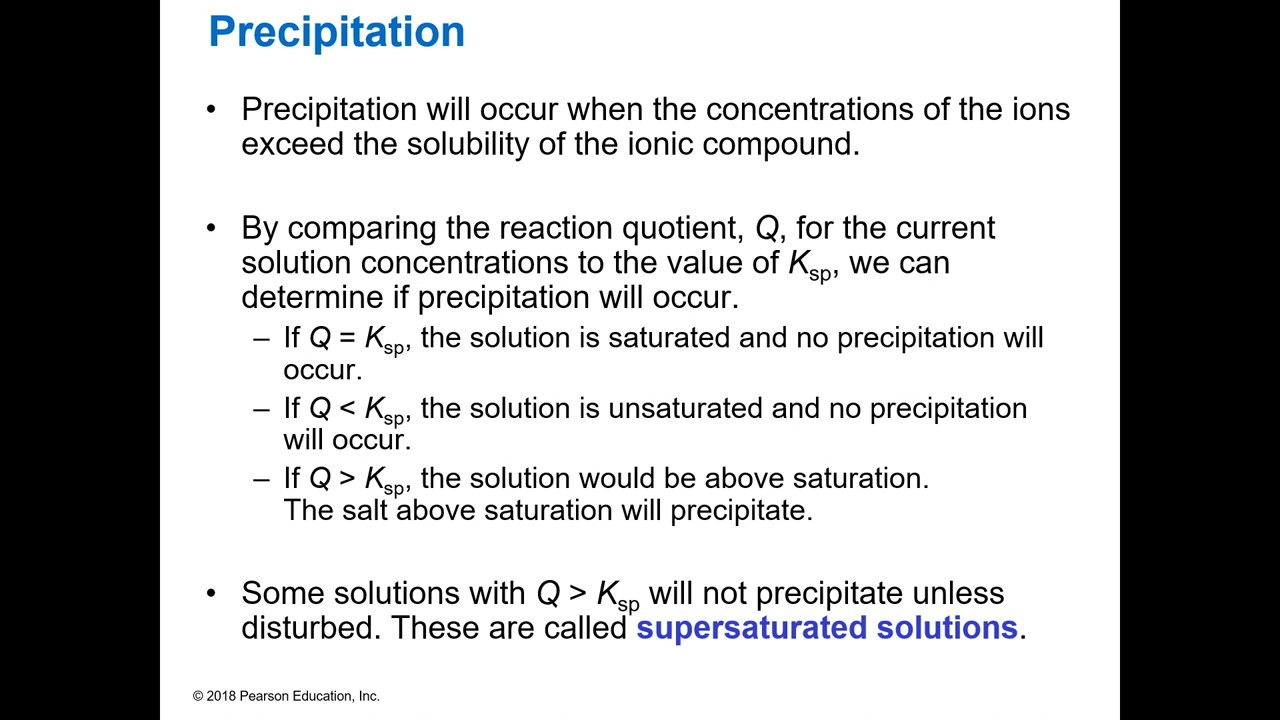 Precipitation
• Precipitation will occur when the concentrations of the ions
exceed the solubility of the ionic compound.
• By comparing the reaction quotient, Q, for the current
solution concentrations to the value of Ksp, we can
determine if precipitation will occur.
– If Q = Ksp, the solution is saturated and no precipitation will
occur.
– If Q < Ksp, the solution is unsaturated and no precipitation
will occur.
– If Q > Ksp, the solution would be above saturation.
The salt above saturation will precipitate.
• Some solutions with Q > Ksp will not precipitate unless
disturbed. These are called supersaturated solutions.
© 2018 Pearson Education, Inc.